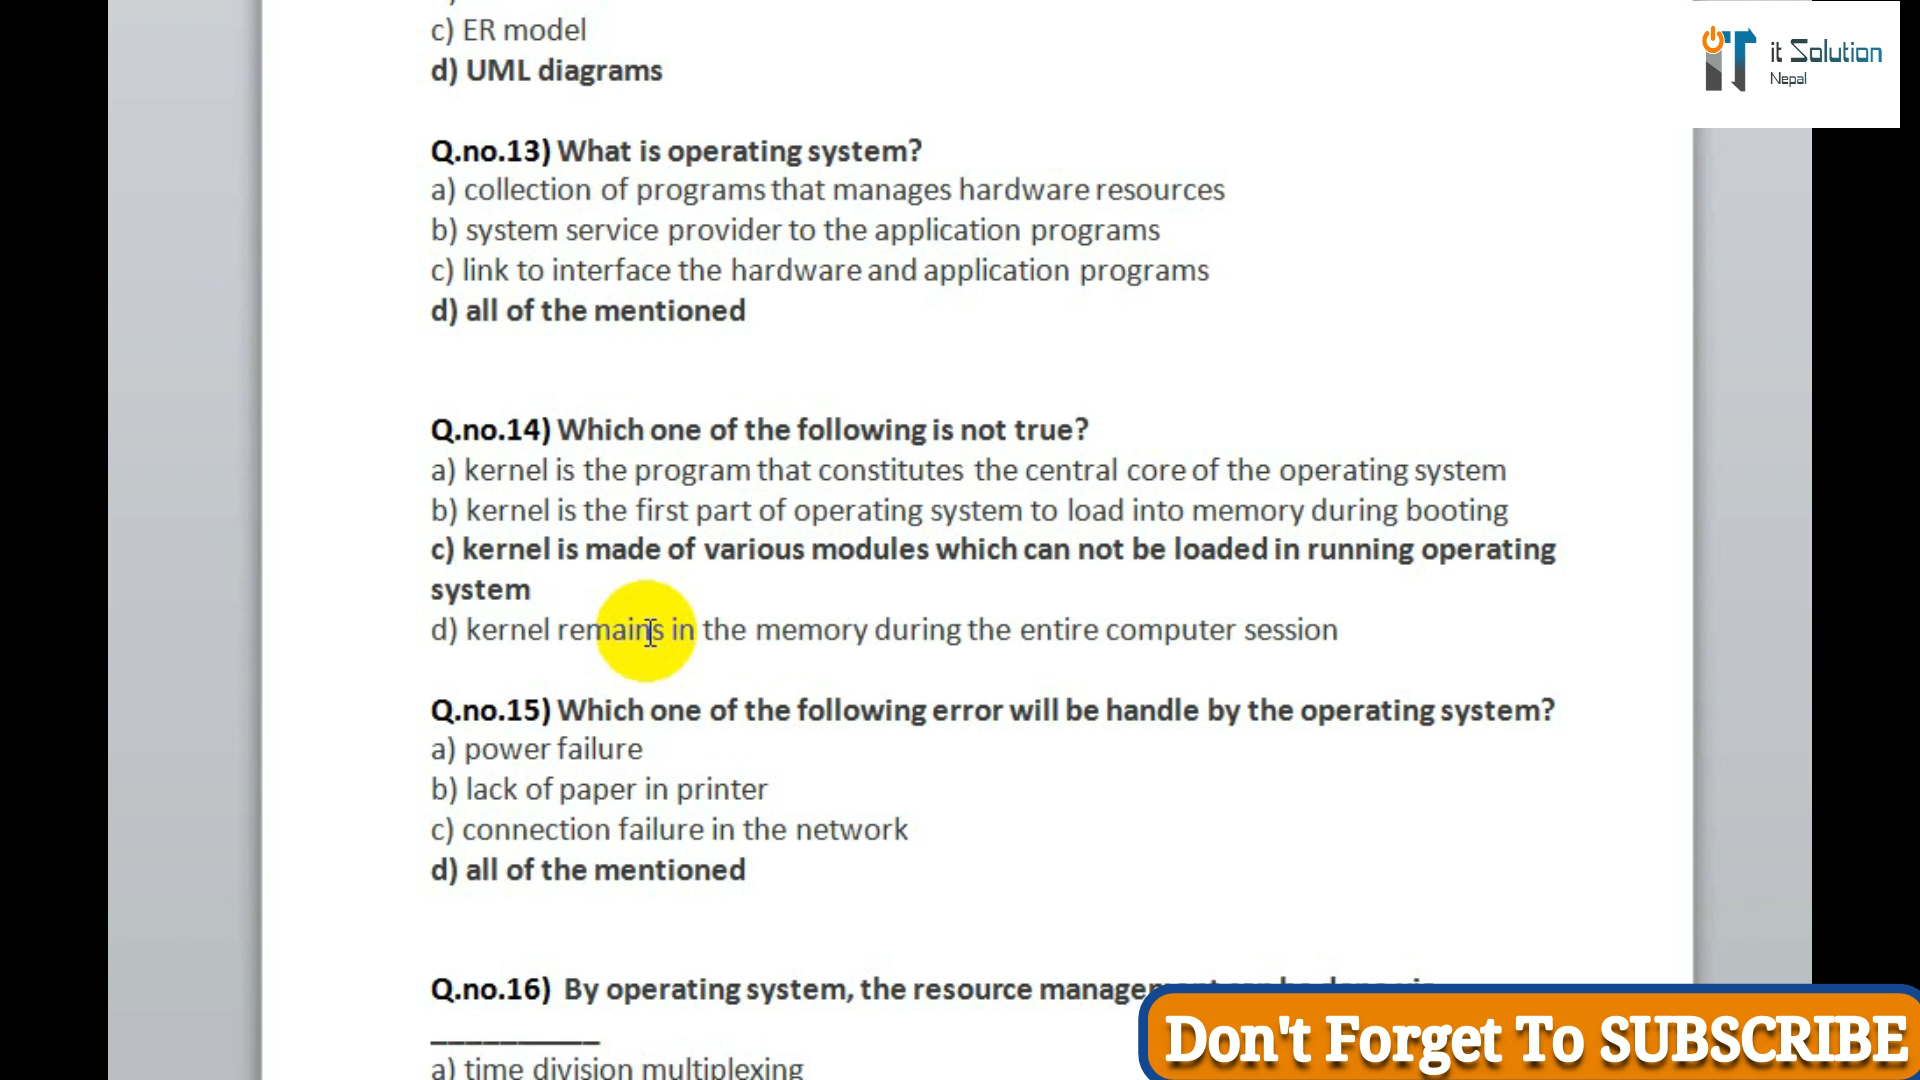 c) ER model
d) UML diagrams
it Solution
Nepal
Q.no.13) What is operating system?
a) collection of programs that manages hardware resources
b) system service provider to the application programs
c) link to interface the hardware and application programs
d) all of the mentioned
Q.no.14) Which one of the following is not true?
a) kernel is the program that constitutes the central core of the operating system
b) kernel is the first part of operating system to load into memory during booting
c) kernel is made of various modules which can not be loaded in running operating
system
d) kernel remains in the memory during the entire computer session
Q.no.15) Which one of the following error will be handle by the operating system?
a) power failure
b) lack of paper in printer
c) connection failure in the network
d) all of the mentioned
Q.no.16) By operating system, the resource management
__________
a) time division multiplexing
Don't Forget To SUBSCRIBE